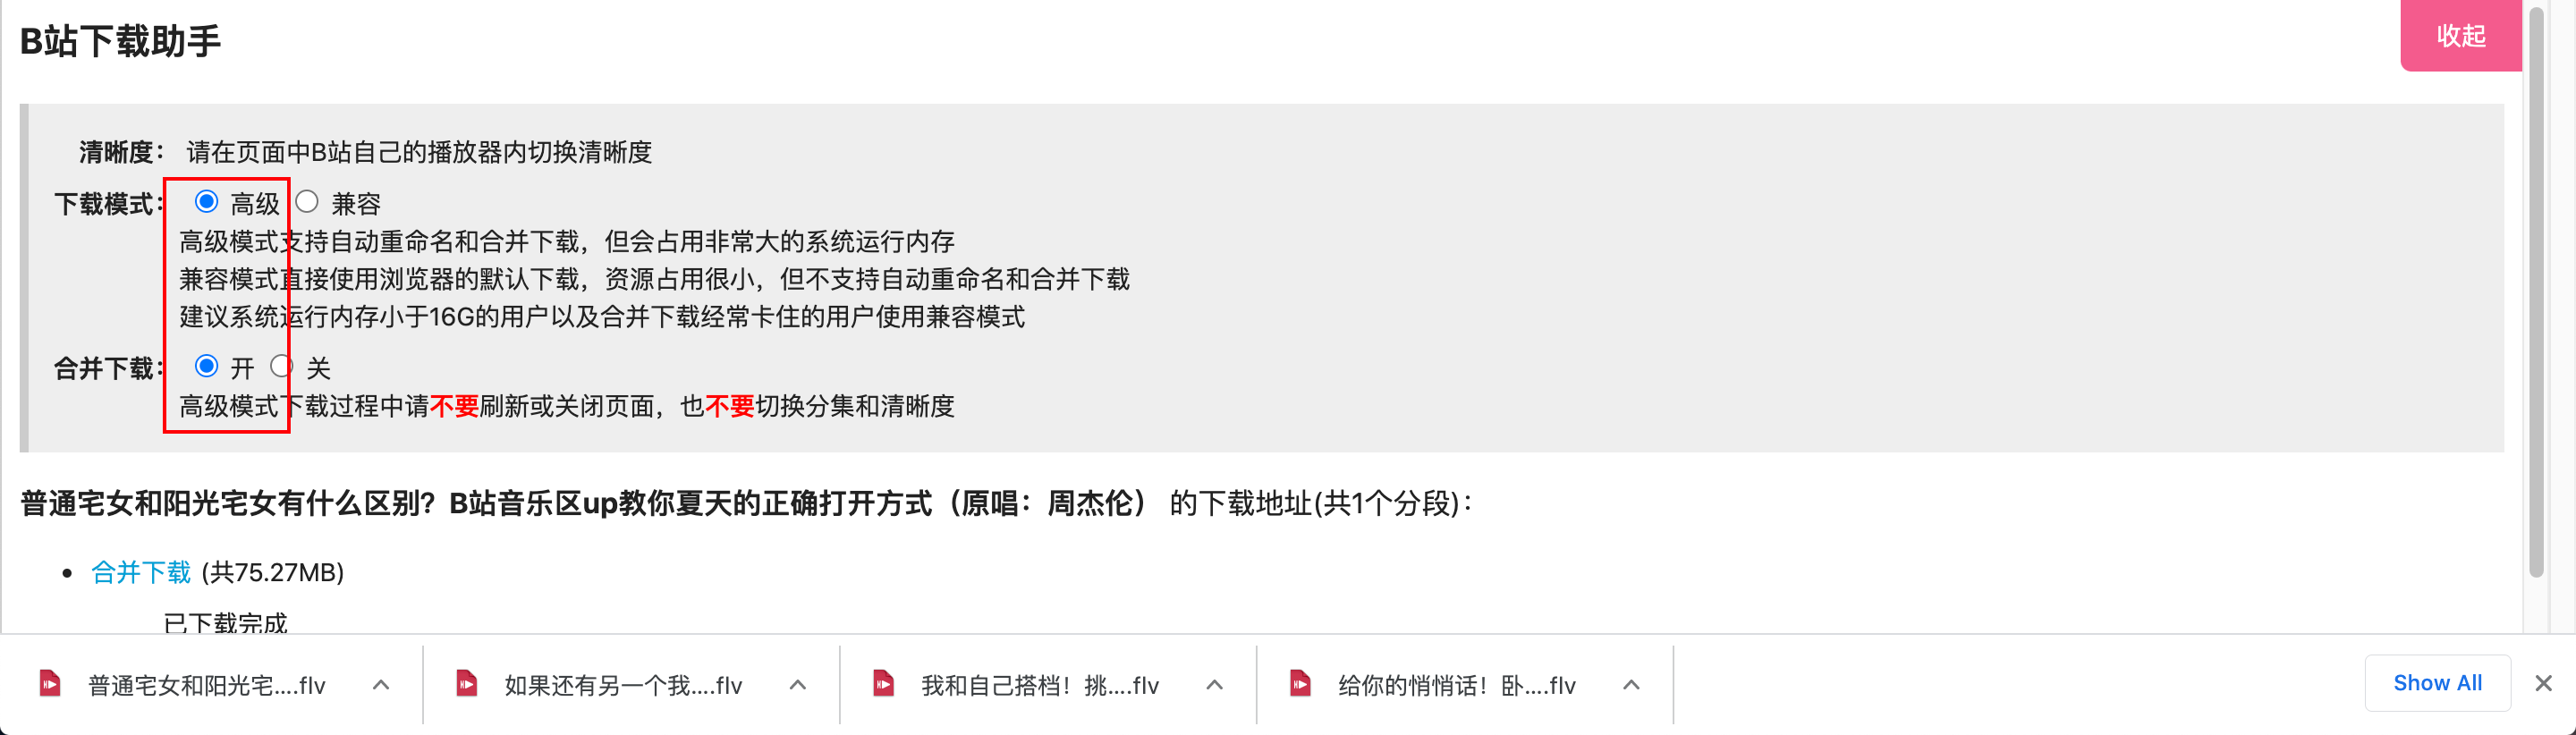 B站下载助手
收起
清晰度： 请在页面中B站自己的播放器内切换清晰度
下载模式： 高级 兼容
高级模式支持自动重命名和合并下载，但会占用非常大的系统运行内存
兼容模式直接使用浏览器的默认下载，资源占用很小，但不支持自动重命名和合并下载
建议系统运行内存小于16G的用户以及合并下载经常卡住的用户使用兼容模式
合并下载： 开 关
高级模式下载过程中请不要刷新或关闭页面，也不要切换分集和清晰度
普通宅女和阳光宅女有什么区别？B站音乐区up教你夏天的正确打开方式（原唱：周杰伦） 的下载地址(共1个分段)：
合并下载 (共75.27MB)
已下载完成
普通宅女和阳光宅....flv
如果还有另一个我....flv
我和自己搭档！挑....flv
给你的悄悄话！卧....flv
Show All